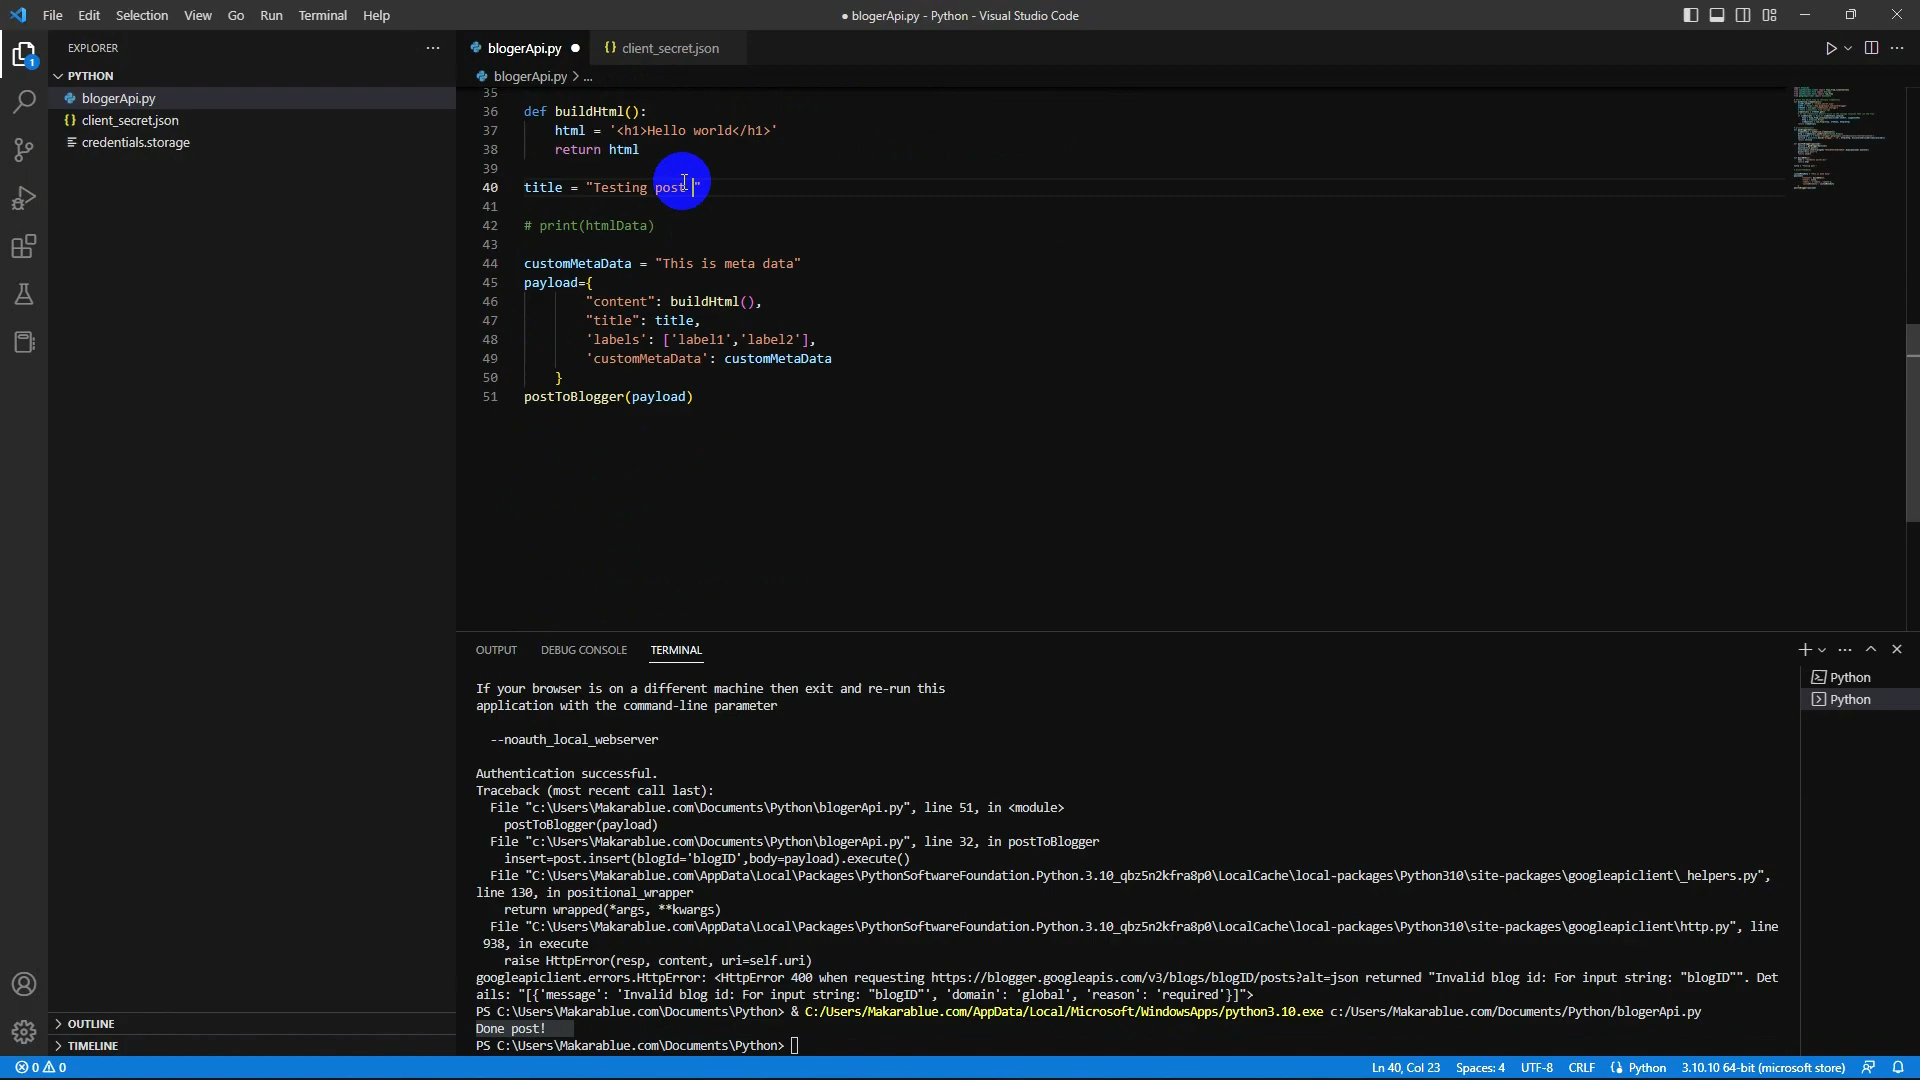 File Edit Selection View Go Run Terminal Help
● blogerApi.py - Python - Visual Studio Code
EXPLORER
PYTHON
blogerApi.py
client_secret.json
credentials.storage
OUTLINE
TIMELINE
1
blogerApi.py
client_secret.json
blogerApi.py > ...
35
36 def buildHtml():
37 html = '<h1>Hello world</h1>'
38 return html
39
40 title = "Testing post "
41
42 # print(htmlData)
43
44 customMetaData = "This is meta data"
45 payload={
46 "content": buildHtml(),
47 "title": title,
48 'labels': ['label1','label2'],
49 'customMetaData': customMetaData
50 }
51 postToBlogger(payload)
OUTPUT DEBUG CONSOLE TERMINAL
Python
Python
If your browser is on a different machine then exit and re-run this
application with the command-line parameter
--noauth_local_webserver
Authentication successful.
Traceback (most recent call last):
File "c:\Users\Makarablue.com\Documents\Python\blogerApi.py", line 51, in <module>
postToBlogger(payload)
File "c:\Users\Makarablue.com\Documents\Python\blogerApi.py", line 32, in postToBlogger
insert=post.insert(blogId='blogID',body=payload).execute()
File "C:\Users\Makarablue.com\AppData\Local\Packages\PythonSoftwareFoundation.Python.3.10_qbz5n2kfra8p0\LocalCache\local-packages\Python310\site-packages\googleapiclient\_helpers.py",
line 130, in positional_wrapper
return wrapped(*args, **kwargs)
File "C:\Users\Makarablue.com\AppData\Local\Packages\PythonSoftwareFoundation.Python.3.10_qbz5n2kfra8p0\LocalCache\local-packages\Python310\site-packages\googleapiclient\http.py", line
938, in execute
raise HttpError(resp, content, uri=self.uri)
googleapiclient.errors.HttpError: <HttpError 400 when requesting https://blogger.googleapis.com/v3/blogs/blogID/posts?alt=json returned "Invalid blog id: For input string: "blogID"". Det
ails: "[{'message': 'Invalid blog id: For input string: "blogID"', 'domain': 'global', 'reason': 'required'}]">
PS C:\Users\Makarablue.com\Documents\Python> & C:/Users/Makarablue.com/AppData/Local/Microsoft/WindowsApps/python3.10.exe c:/Users/Makarablue.com/Documents/Python/blogerApi.py
Done post!
PS C:\Users\Makarablue.com\Documents\Python>
0 0
Ln 40, Col 23 Spaces: 4 UTF-8 CRLF Python 3.10.10 64-bit (microsoft store)